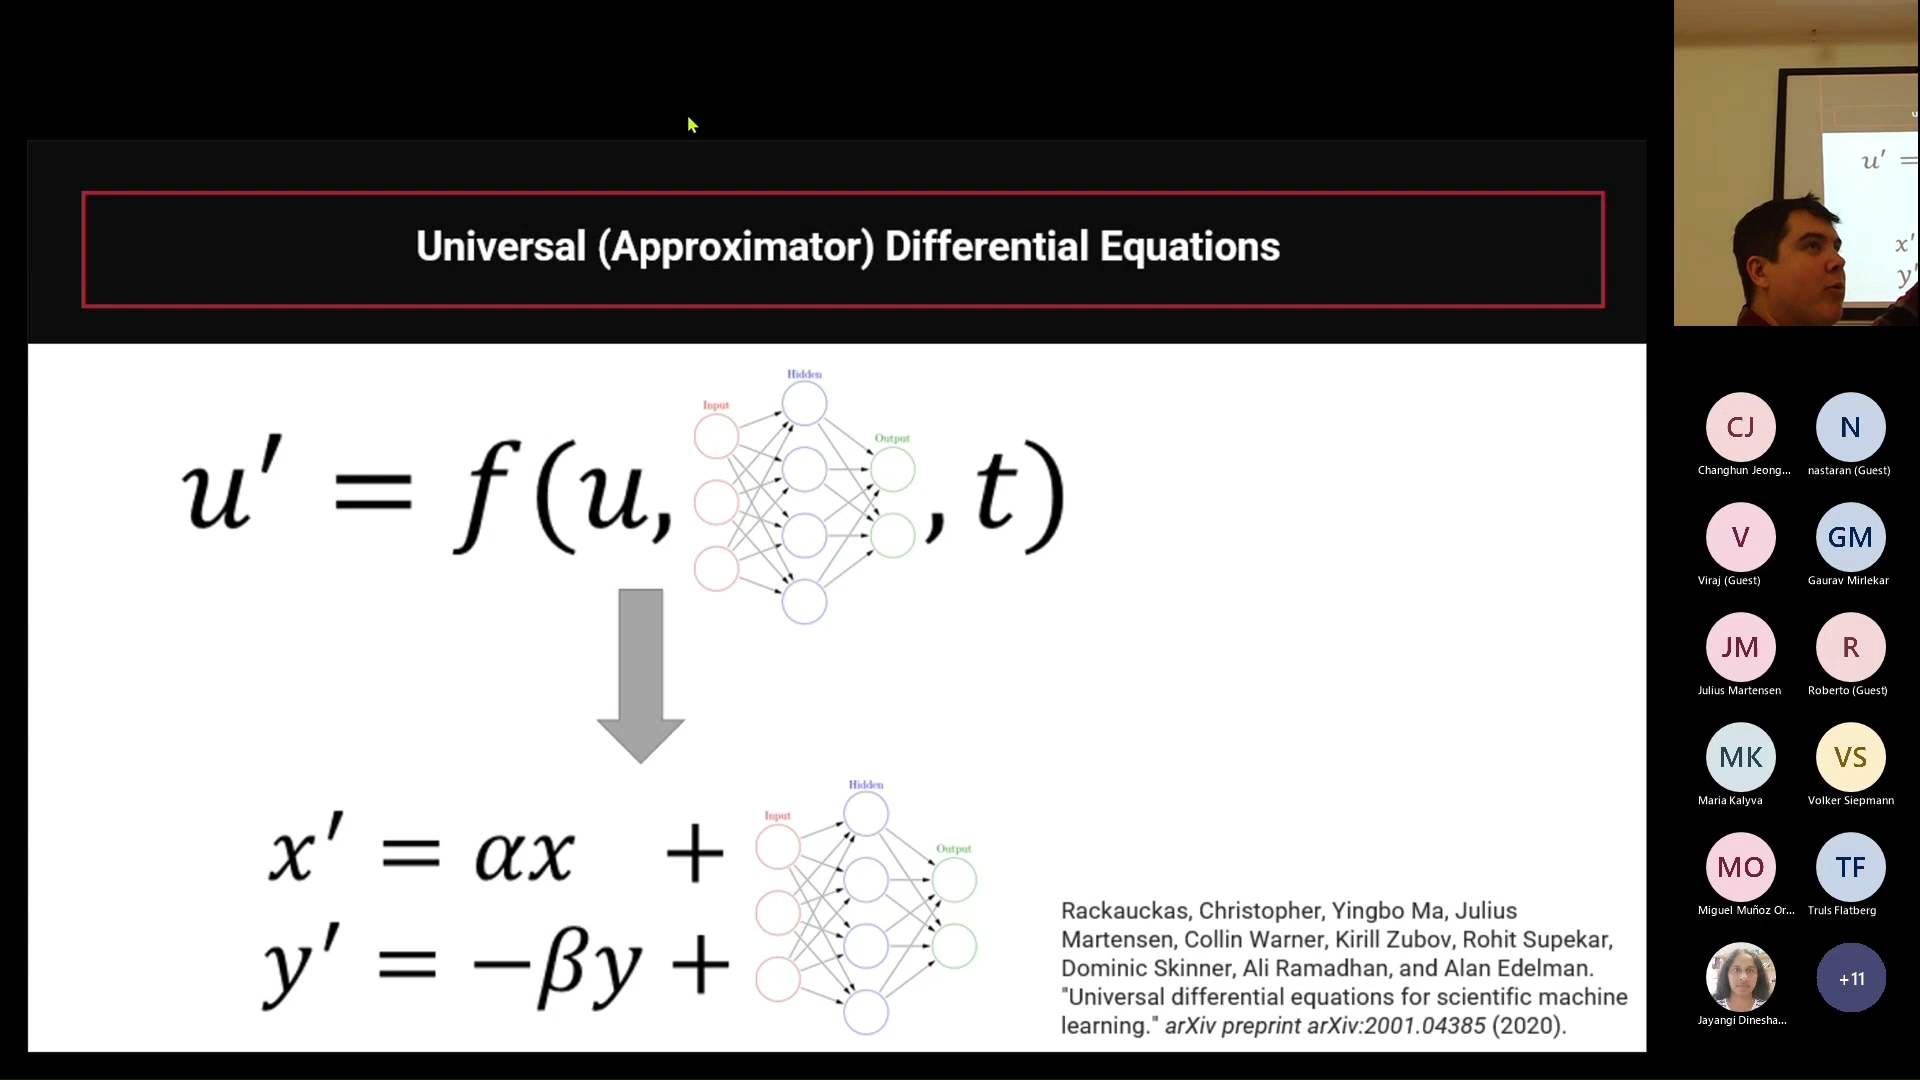 Universal (Approximator) Differential Equations
u′ = f(u, , t)
Input
Hidden
Output
x′ = αx +
y′ = −βy +
Input
Hidden
Output
Rackauckas, Christopher, Yingbo Ma, Julius
Martensen, Collin Warner, Kirill Zubov, Rohit Supekar,
Dominic Skinner, Ali Ramadhan, and Alan Edelman.
"Universal differential equations for scientific machine
learning." arXiv preprint arXiv:2001.04385 (2020).
u′ =
x′
y′
CJ
Changhun Jeong...
N
nastaran (Guest)
V
Viraj (Guest)
GM
Gaurav Mirlekar
JM
Julius Martensen
R
Roberto (Guest)
MK
Maria Kalyva
VS
Volker Siepmann
MO
Miguel Muñoz Or...
TF
Truls Flatberg
Jayangi Dinesha...
+11